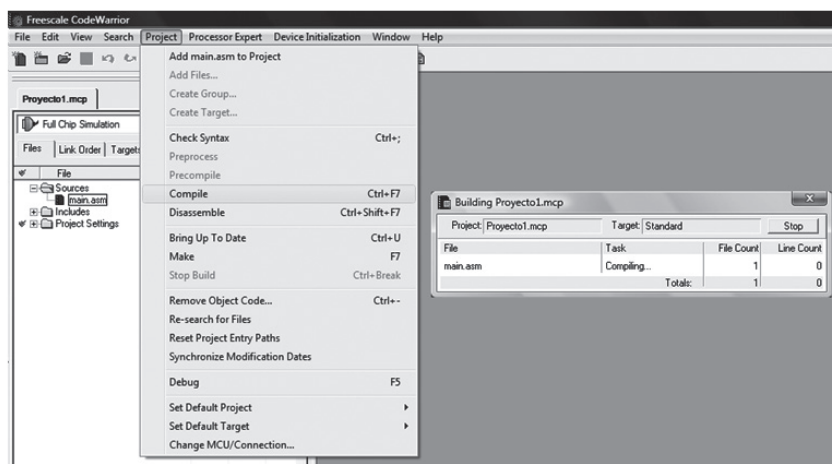 Freescale CodeWarrior
File Edit View Search Project Processor Expert Device Initialization Window Help
Proyecto1.mcp
Full Chip Simulation
Files Link Order Targets
File
Sources
main.asm
Includes
Project Settings
Add main.asm to Project
Add Files...
Create Group...
Create Target...
Check Syntax Ctrl+;
Preprocess
Precompile
Compile Ctrl+F7
Disassemble Ctrl+Shift+F7
Bring Up To Date Ctrl+U
Make F7
Stop Build Ctrl+Break
Remove Object Code... Ctrl+-
Re-search for Files
Reset Project Entry Paths
Synchronize Modification Dates
Debug F5
Set Default Project
Set Default Target
Change MCU/Connection...
Building Proyecto1.mcp
Project: Proyecto1.mcp Target: Standard Stop
File Task File Count Line Count
main.asm Compiling... 1 0
Totals: 1 0